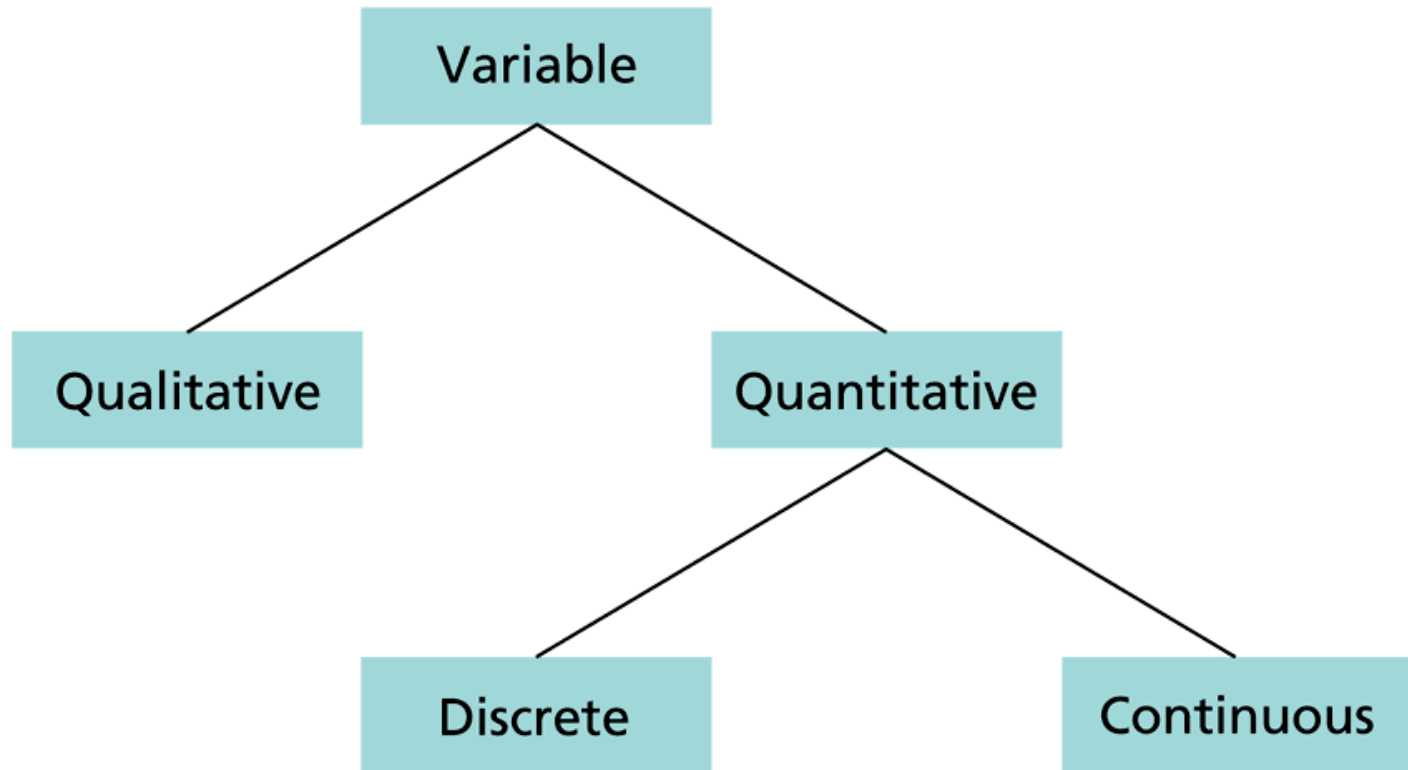 Variable
Qualitative
Quantitative
Discrete
Continuous